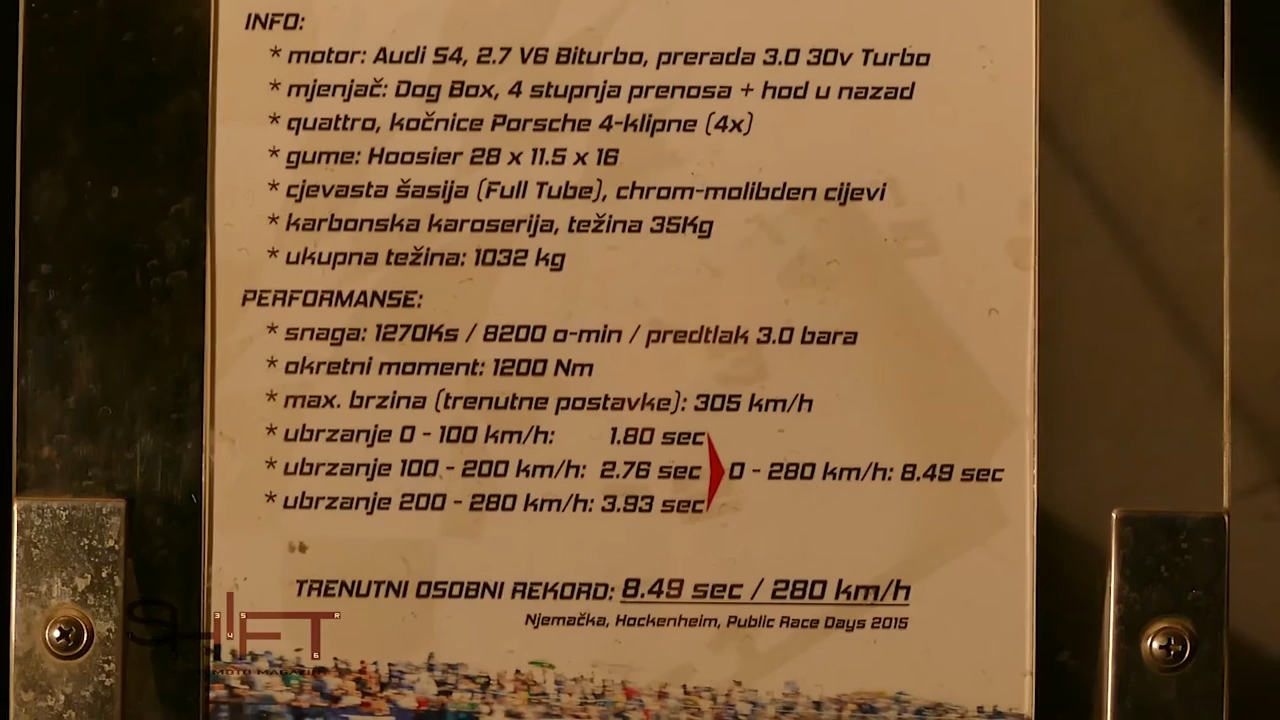 INFO:
* motor: Audi S4, 2.7 V6 Biturbo, prerada 3.0 30v Turbo
* mjenjač: Dog Box, 4 stupnja prenosa + hod u nazad
* quattro, kočnice Porsche 4-klipne (4x)
* gume: Hoosier 28 x 11.5 x 16
* cjevasta šasija (Full Tube), chrom-molibden cijevi
* karbonska karoserija, težina 35Kg
* ukupna težina: 1032 kg
PERFORMANSE:
* snaga: 1270Ks / 8200 o-min / predtlak 3.0 bara
* okretni moment: 1200 Nm
* max. brzina (trenutne postavke): 305 km/h
* ubrzanje 0 - 100 km/h: 1.80 sec
* ubrzanje 100 - 200 km/h: 2.76 sec 0 - 280 km/h: 8.49 sec
* ubrzanje 200 - 280 km/h: 3.93 sec
TRENUTNI OSOBNI REKORD: 8.49 sec / 280 km/h
Njemačka, Hockenheim, Public Race Days 2015
SHIFT
MOTO MAGAZIN